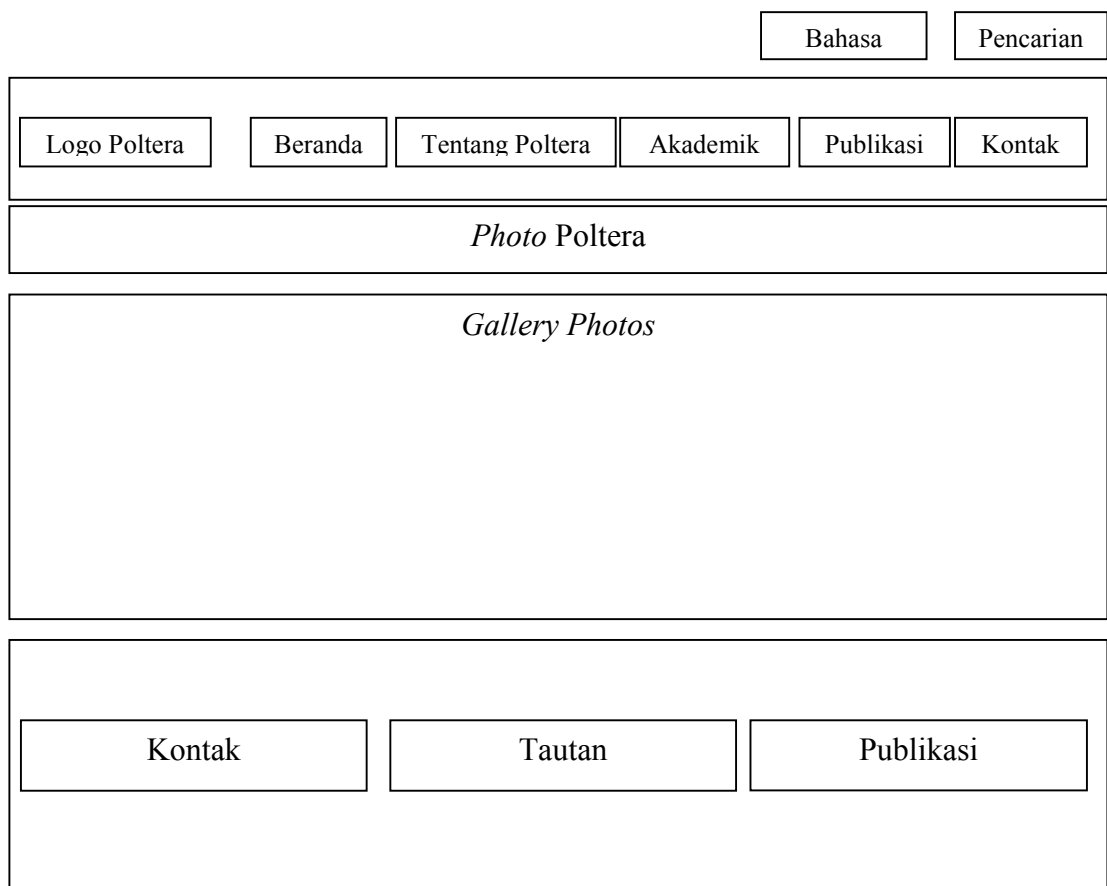 Bahasa
Pencarian
Logo Poltera
Beranda
Tentang Poltera
Akademik
Publikasi
Kontak
Photo Poltera
Gallery Photos
Kontak
Tautan
Publikasi